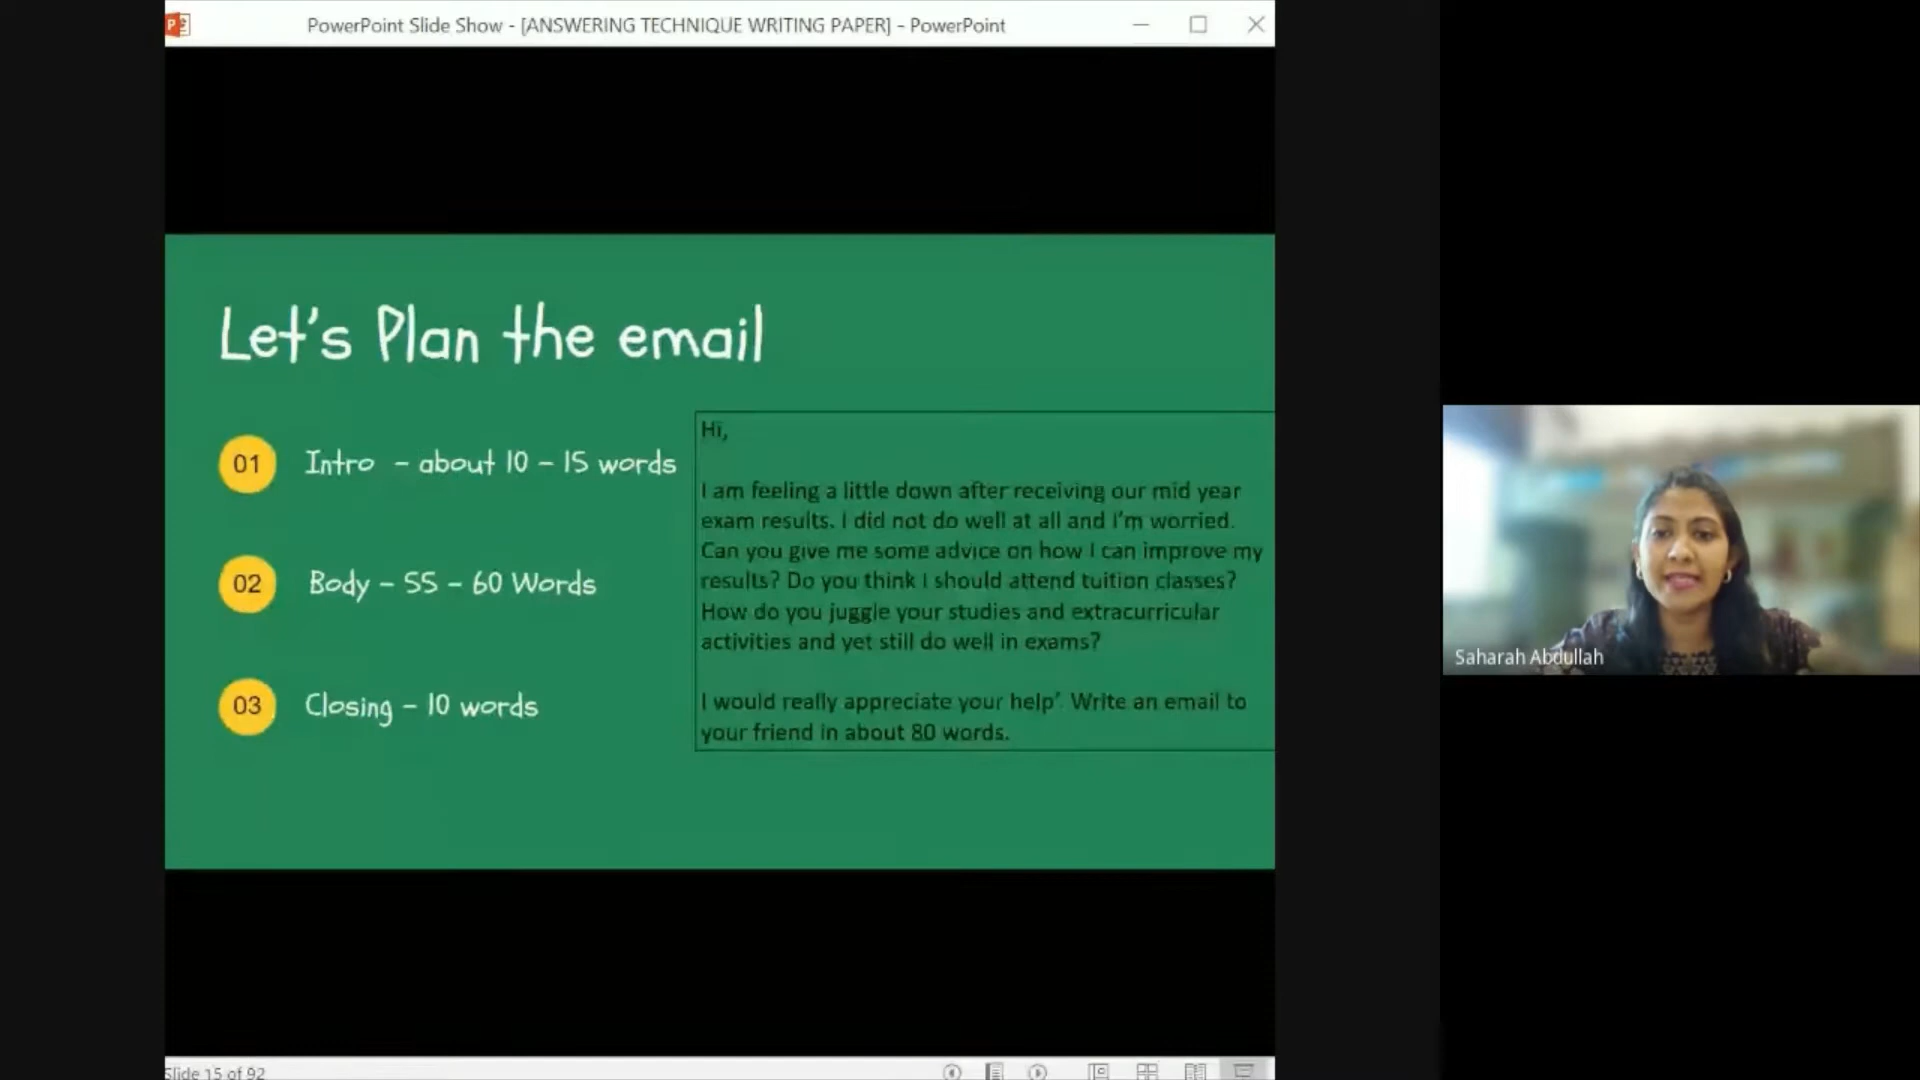 PowerPoint Slide Show - [ANSWERING TECHNIQUE WRITING PAPER] - PowerPoint
Let's Plan the email
01 Intro - about 10 - 15 words
02 Body - 55 - 60 Words
03 Closing - 10 words
Hi,
I am feeling a little down after receiving our mid year
exam results. I did not do well at all and I'm worried.
Can you give me some advice on how I can improve my
results? Do you think I should attend tuition classes?
How do you juggle your studies and extracurricular
activities and yet still do well in exams?
I would really appreciate your help'. Write an email to
your friend in about 80 words.
Saharah Abdullah
Slide 15 of 92